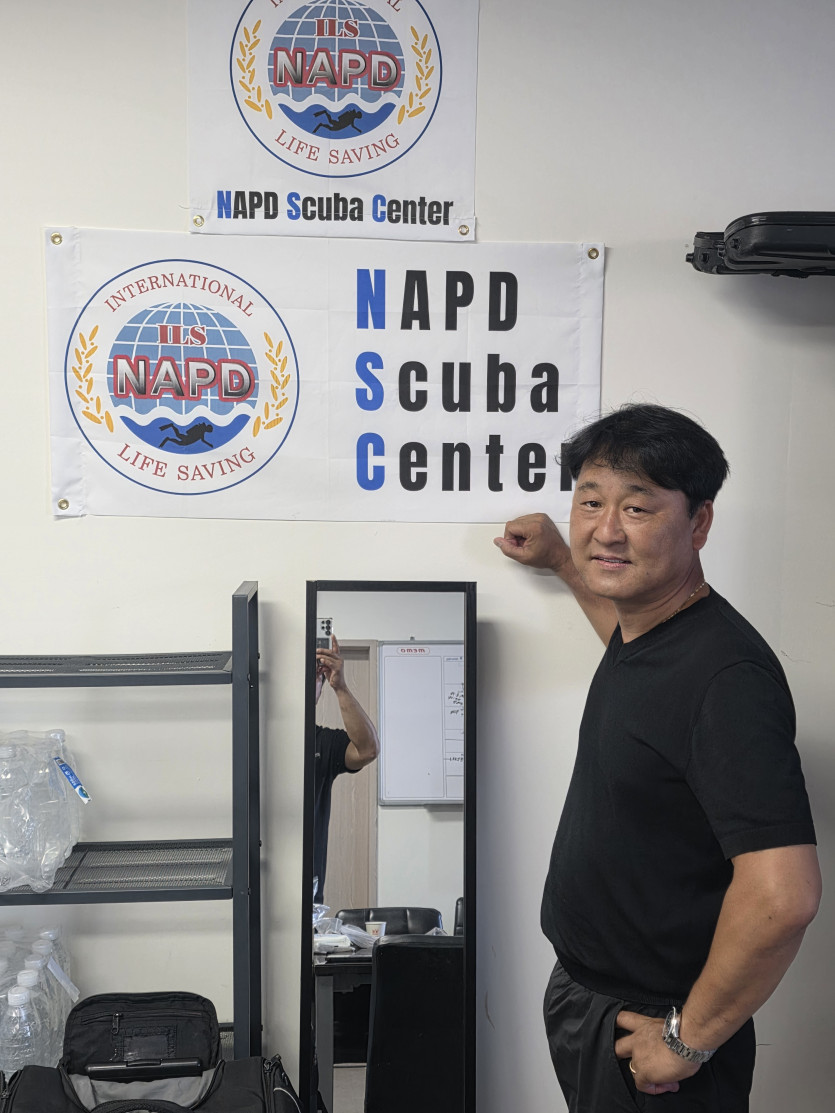 INTERNATIONAL
ILS
NAPD
LIFE SAVING
NAPD Scuba Center
INTERNATIONAL
ILS
NAPD
LIFE SAVING
NAPD
Scuba
Center